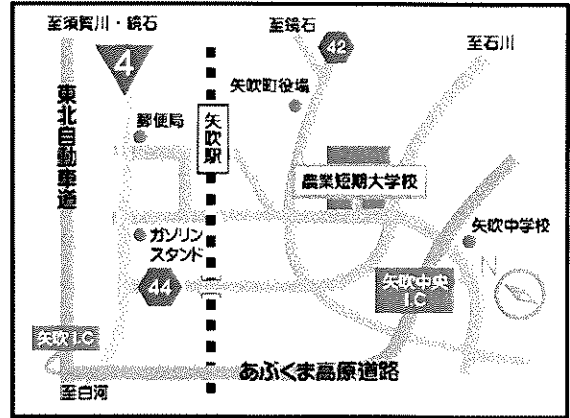 至須賀川・鏡石
至鏡石
至石川
4
42
矢吹町役場
郵便局
矢吹駅
東北自動車道
農業短期大学校
矢吹中学校
ガソリン
スタンド
44
矢吹中央
I.C
N
矢吹I.C
あぶくま高原道路
至白河